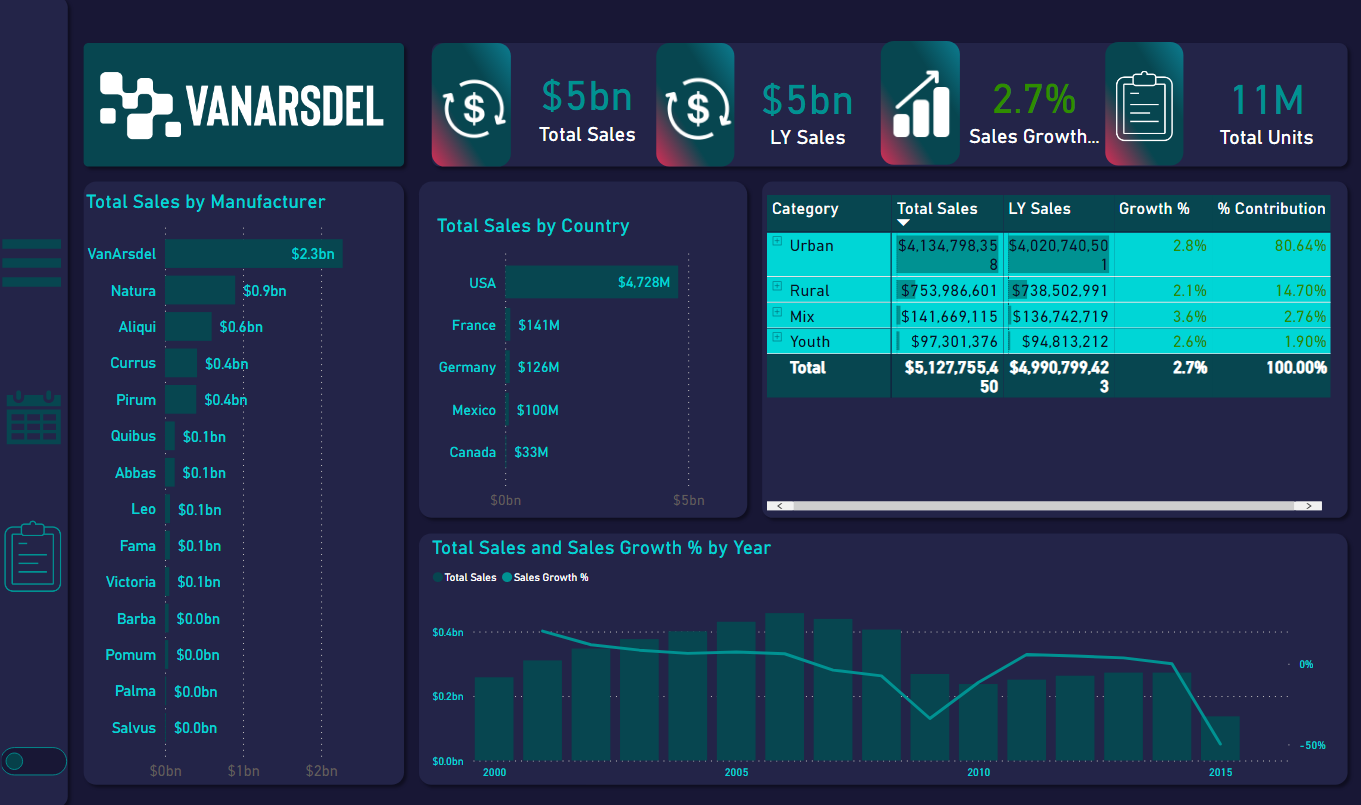 VANARSDEL
$5bn
Total Sales
$5bn
LY Sales
2.7%
Sales Growth...
11M
Total Units
Total Sales by Manufacturer
VanArsdel $2.3bn
Natura $0.9bn
Aliqui $0.6bn
Currus $0.4bn
Pirum $0.4bn
Quibus $0.1bn
Abbas $0.1bn
Leo $0.1bn
Fama $0.1bn
Victoria $0.1bn
Barba $0.0bn
Pomum $0.0bn
Palma $0.0bn
Salvus $0.0bn
$0bn $1bn $2bn
Total Sales by Country
USA $4,728M
France $141M
Germany $126M
Mexico $100M
Canada $33M
$0bn $5bn
Category Total Sales LY Sales Growth % % Contribution
Urban $4,134,798,35 $4,020,740,50 2.8% 80.64%
8 1
Rural $753,986,601 $738,502,991 2.1% 14.70%
Mix $141,669,115 $136,742,719 3.6% 2.76%
Youth $97,301,376 $94,813,212 2.6% 1.90%
Total $5,127,755,4 $4,990,799,42 2.7% 100.00%
50 3
Total Sales and Sales Growth % by Year
Total Sales Sales Growth %
$0.4bn
0%
$0.2bn
-50%
$0.0bn
2000 2005 2010 2015